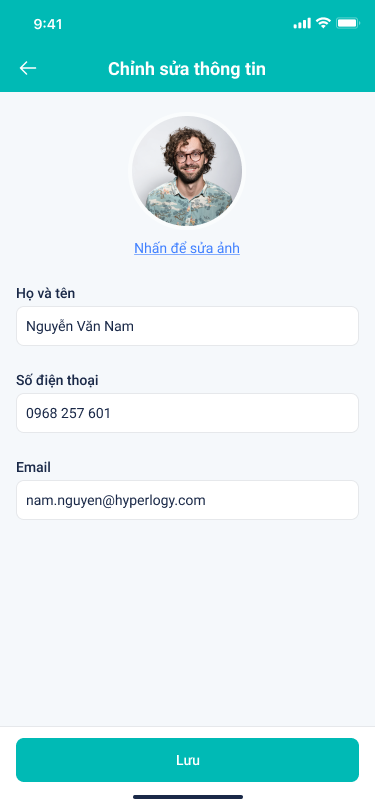 9:41
Chỉnh sửa thông tin
Nhấn để sửa ảnh
Họ và tên
Nguyễn Văn Nam
Số điện thoại
0968 257 601
Email
nam.nguyen@hyperlogy.com
Lưu